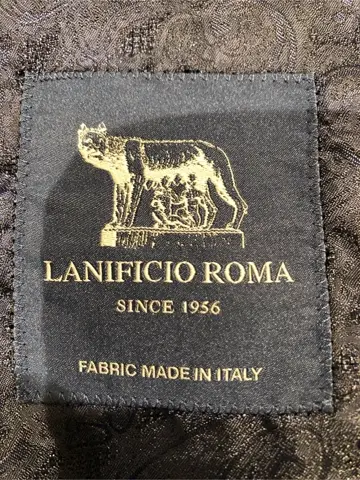 LANIFICIO ROMA
SINCE 1956
FABRIC MADE IN ITALY